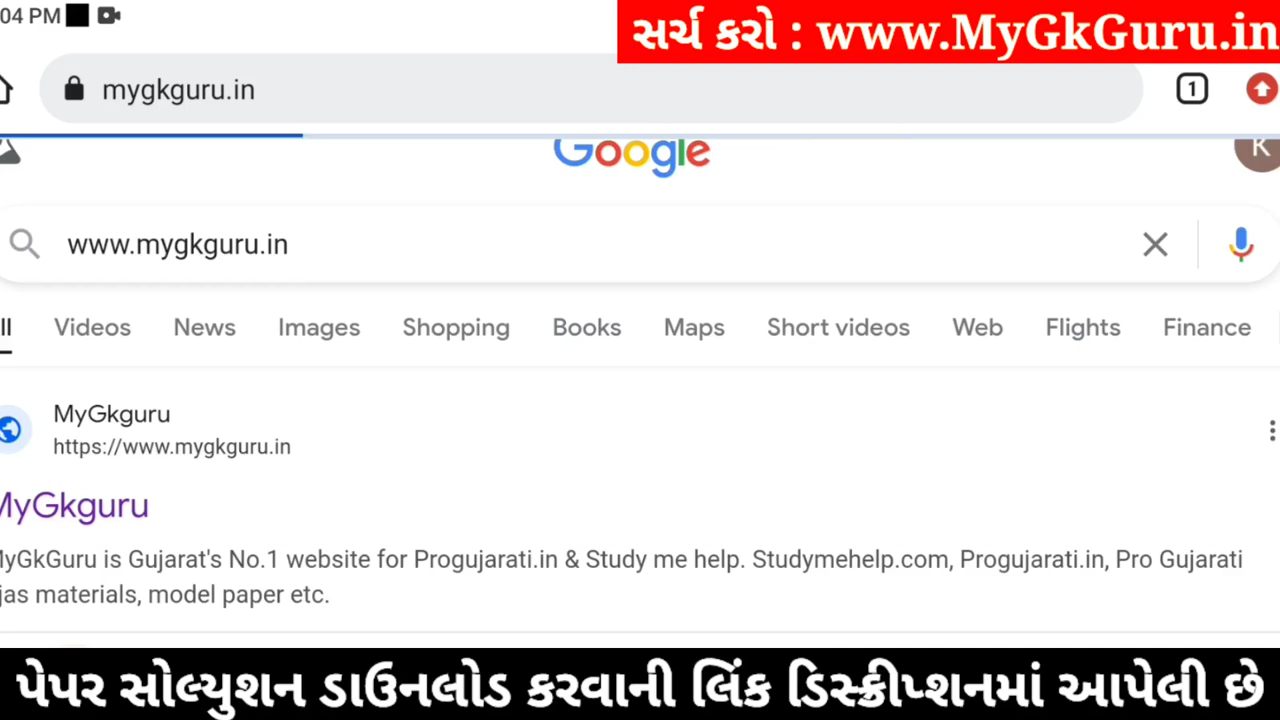 04 PM
સર્ચ કરો : www.MyGkGuru.in
mygkguru.in
1
Google
K
www.mygkguru.in
ll Videos News Images Shopping Books Maps Short videos Web Flights Finance
MyGkguru
https://www.mygkguru.in
MyGkguru
MyGkGuru is Gujarat's No.1 website for Progujarati.in & Study me help. Studymehelp.com, Progujarati.in, Pro Gujarati
jas materials, model paper etc.
પેપર સોલ્યુશન ડાઉનલોડ કરવાની લિંક ડિસ્ક્રીપ્શનમાં આપેલી છે